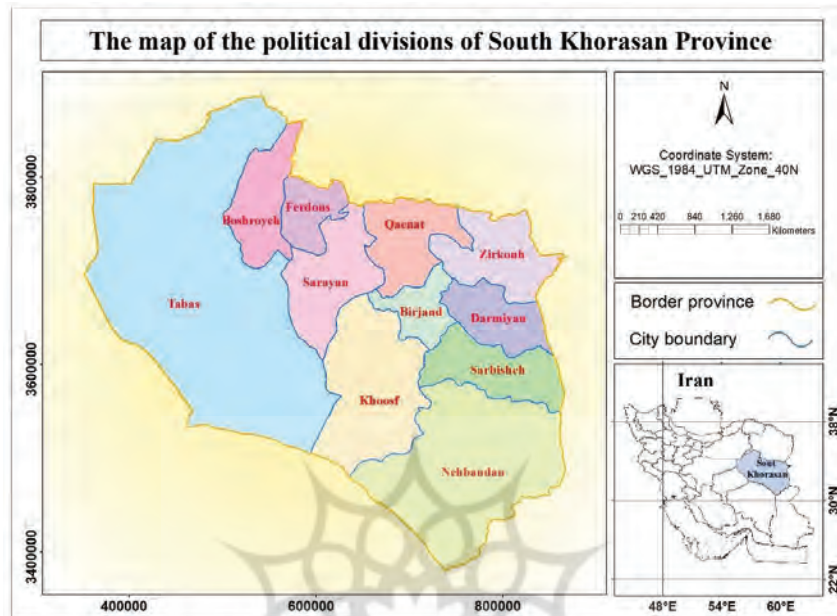 The map of the political divisions of South Khorasan Province
3800000
3600000
3400000
400000
600000
800000
Boshroyeh
Ferdous
Qaenat
Zirkouh
Sarayan
Tabas
Birjand
Darmiyan
Sarbisheh
Khoosf
Nehbandan
N
Coordinate System:
WGS_1984_UTM_Zone_40N
0 210 420 840 1,260 1,680
Kilometers
Border province
City boundary
Iran
Sout
Khorasan
38°N
30°N
22°N
48°E
54°E
60°E